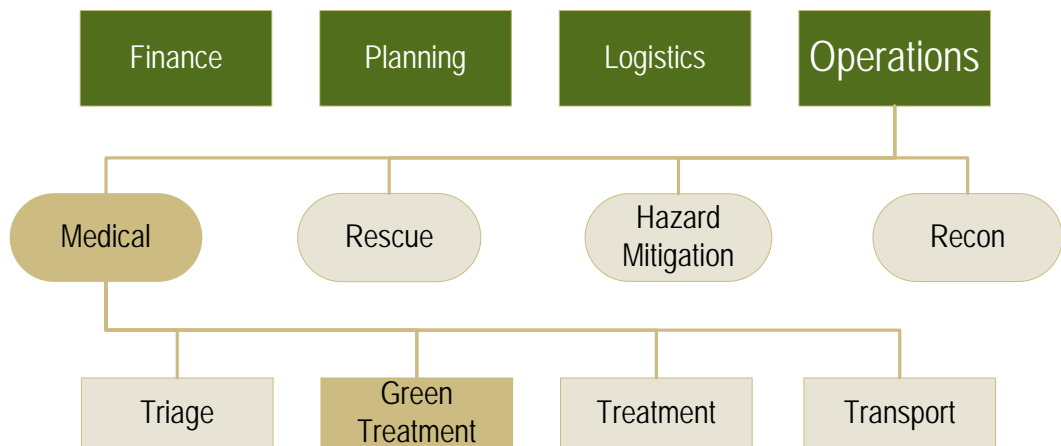 Finance
Planning
Logistics
Operations
Medical
Rescue
Hazard
Mitigation
Recon
Triage
Green
Treatment
Treatment
Transport